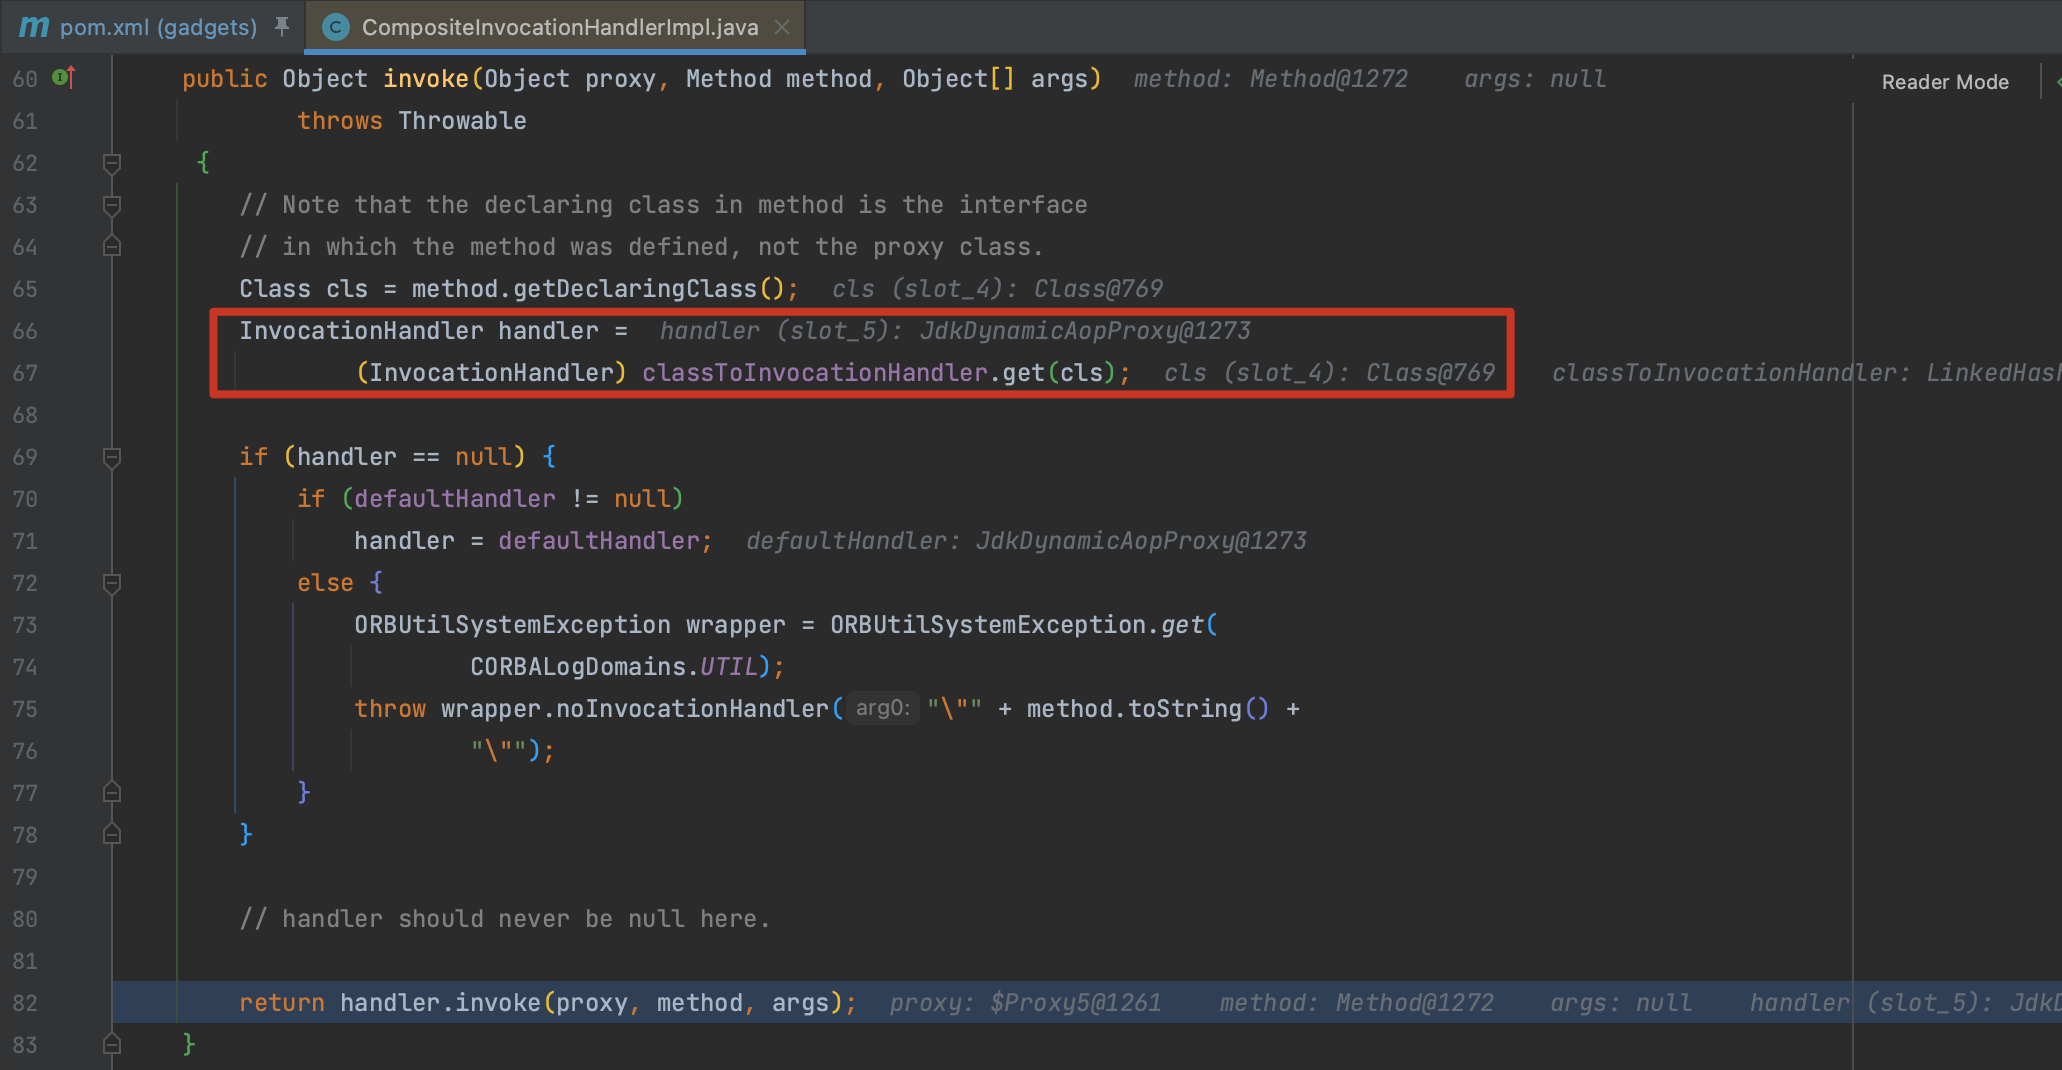 m pom.xml (gadgets) C CompositeInvocationHandlerImpl.java
60 public Object invoke(Object proxy, Method method, Object[] args) method: Method@1272 args: null Reader Mode
61 throws Throwable
62 {
63 // Note that the declaring class in method is the interface
64 // in which the method was defined, not the proxy class.
65 Class cls = method.getDeclaringClass(); cls (slot_4): Class@769
66 InvocationHandler handler = handler (slot_5): JdkDynamicAopProxy@1273
67 (InvocationHandler) classToInvocationHandler.get(cls); cls (slot_4): Class@769 classToInvocationHandler: LinkedHash
68
69 if (handler == null) {
70 if (defaultHandler != null)
71 handler = defaultHandler; defaultHandler: JdkDynamicAopProxy@1273
72 else {
73 ORBUtilSystemException wrapper = ORBUtilSystemException.get(
74 CORBALogDomains.UTIL);
75 throw wrapper.noInvocationHandler( arg0: "\"" + method.toString() +
76 "\"");
77 }
78 }
79
80 // handler should never be null here.
81
82 return handler.invoke(proxy, method, args); proxy: $Proxy5@1261 method: Method@1272 args: null handler (slot_5): JdkD
83 }